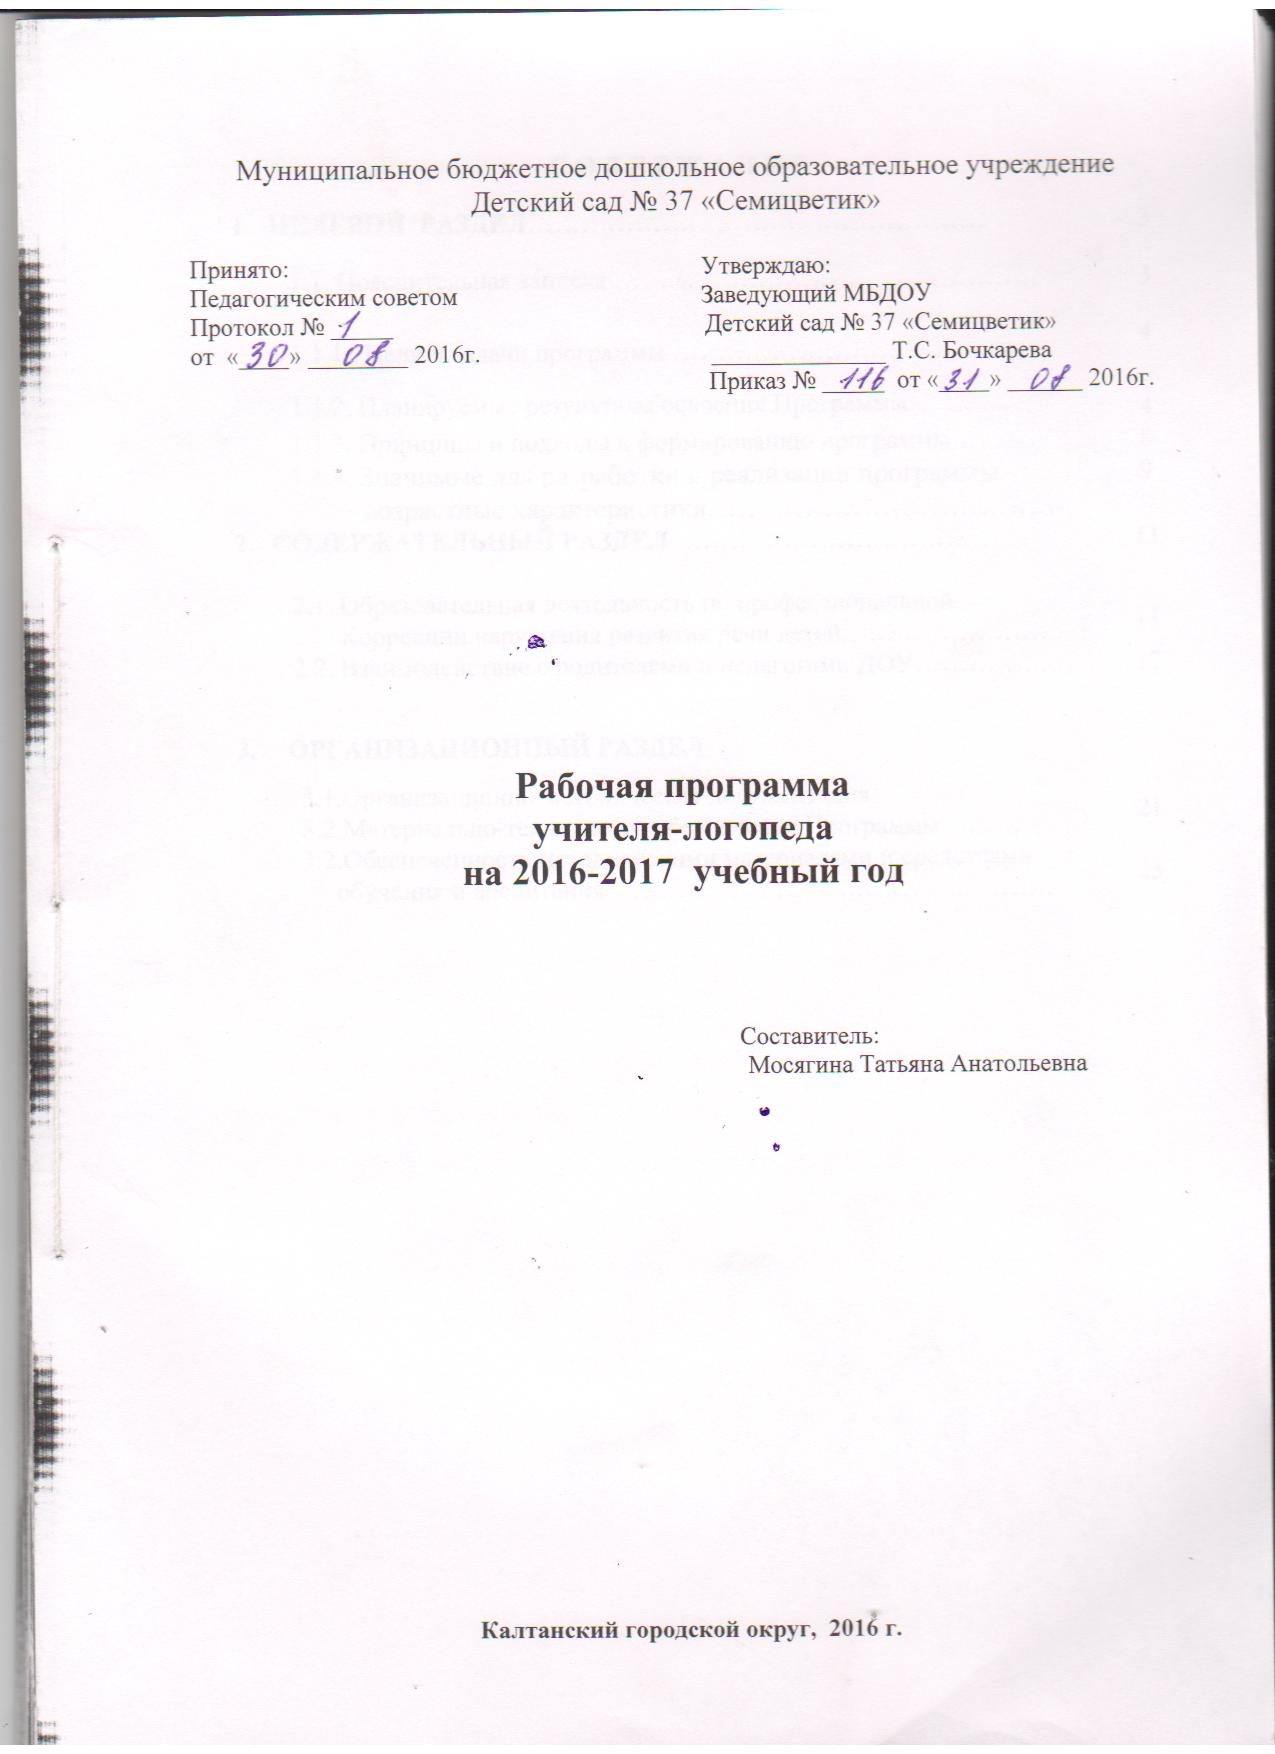 Муниципальное бюджетное дошкольное образовательное учреждение
Детский сад № 37 «Семицветик»
Принято:
Педагогическим советом
Протокол № 1
от «30» 08 2016г.
Утверждаю:
Заведующий МБДОУ
Детский сад № 37 «Семицветик»
______________ Т.С. Бочкарева
Приказ № 116 от «31» 08 2016г.
Рабочая программа
учителя-логопеда
на 2016-2017 учебный год
Составитель:
Мосягина Татьяна Анатольевна
Калтанский городской округ, 2016 г.